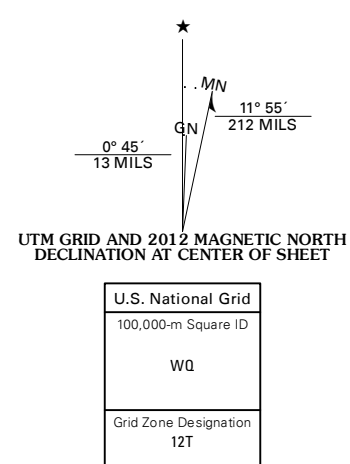 ★
MN
11° 55´
212 MILS
GN
0° 45´
13 MILS
UTM GRID AND 2012 MAGNETIC NORTH
DECLINATION AT CENTER OF SHEET
U.S. National Grid
100,000-m Square ID
WQ
Grid Zone Designation
12T